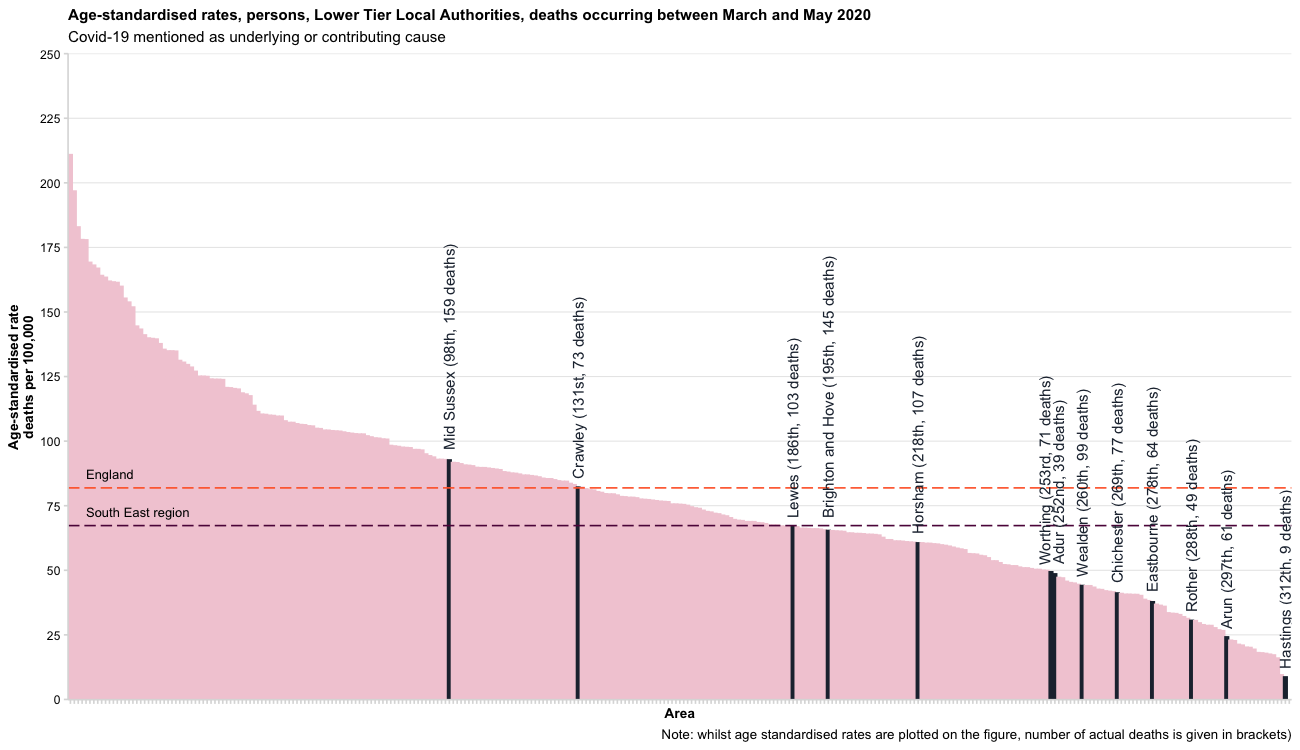 Age-standardised rates, persons, Lower Tier Local Authorities, deaths occurring between March and May 2020
Covid-19 mentioned as underlying or contributing cause
Age-standardised rate
deaths per 100,000
250
225
200
175
150
125
100
75
50
25
0
England
South East region
Mid Sussex (98th, 159 deaths)
Crawley (131st, 73 deaths)
Lewes (186th, 103 deaths)
Brighton and Hove (195th, 145 deaths)
Horsham (218th, 107 deaths)
Worthing (253rd, 71 deaths)
Adur (252nd, 39 deaths)
Wealden (260th, 99 deaths)
Chichester (269th, 77 deaths)
Eastbourne (278th, 64 deaths)
Rother (288th, 49 deaths)
Arun (297th, 61 deaths)
Hastings (312th, 9 deaths)
Area
Note: whilst age standardised rates are plotted on the figure, number of actual deaths is given in brackets)